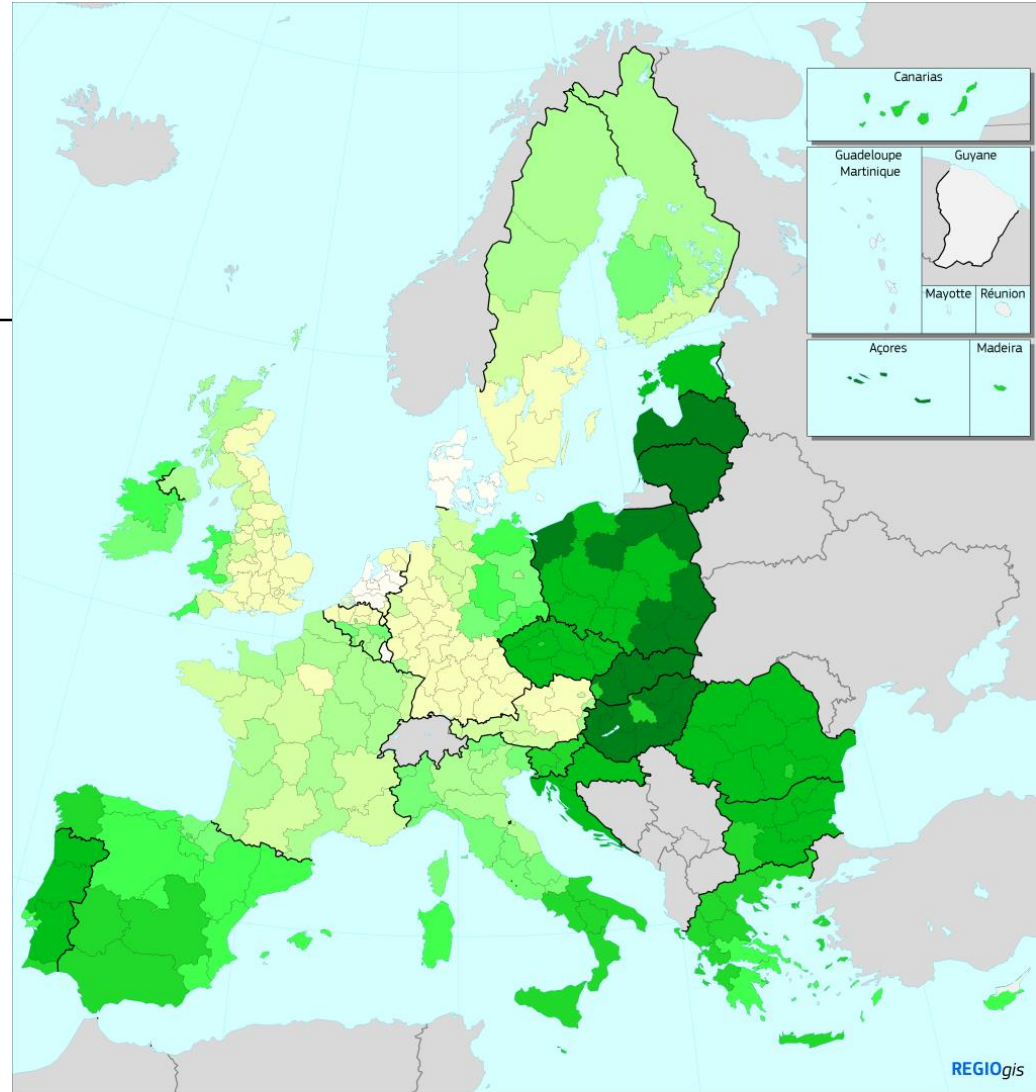 Canarias
Guadeloupe
Martinique
Guyane
Mayotte
Réunion
Açores
Madeira
REGIOgis